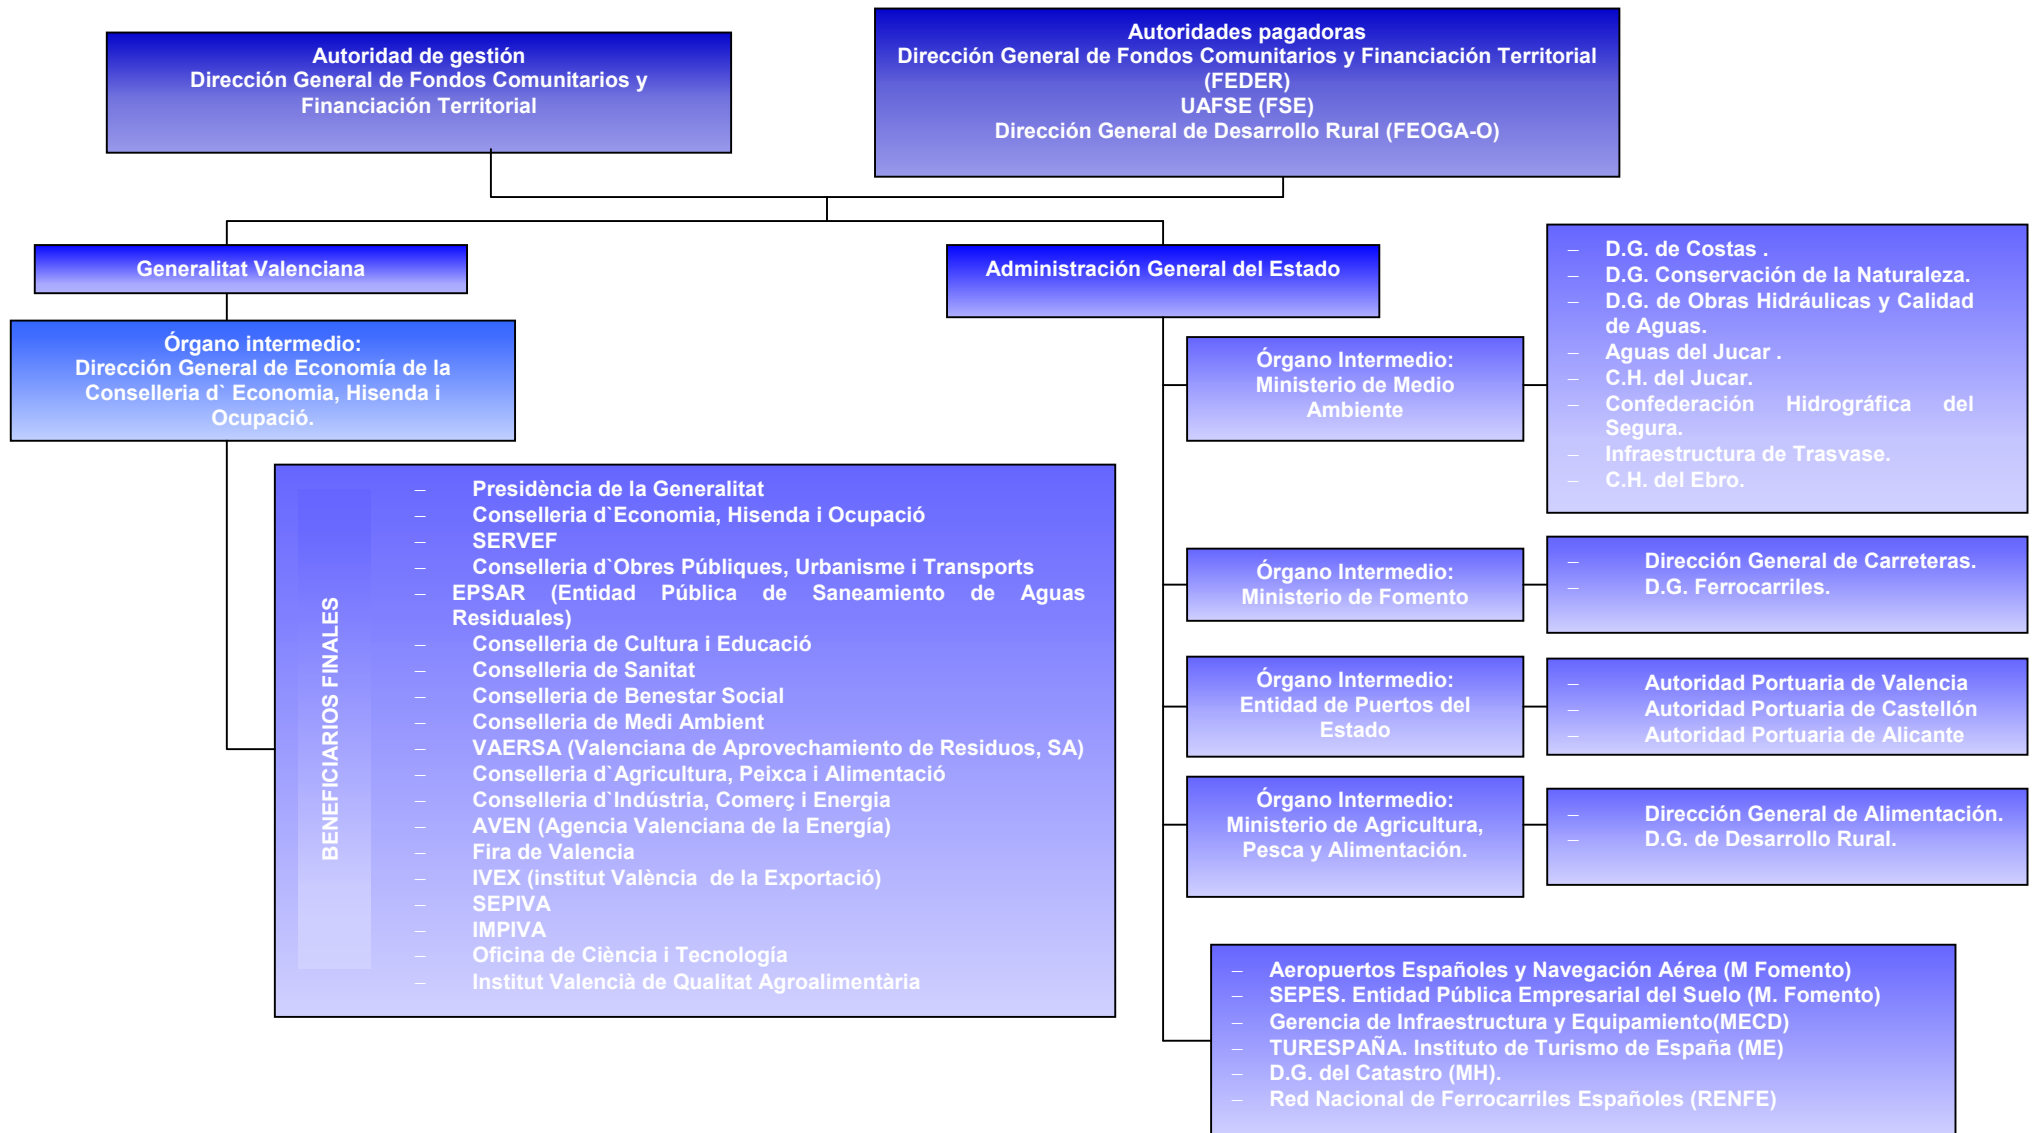 Autoridad de gestión
Dirección General de Fondos Comunitarios y
Financiación Territorial
Autoridades pagadoras
Dirección General de Fondos Comunitarios y Financiación Territorial
(FEDER)
UAFSE (FSE)
Dirección General de Desarrollo Rural (FEOGA-O)
Generalitat Valenciana
Órgano intermedio:
Dirección General de Economía de la
Conselleria d` Economia, Hisenda i
Ocupació.
BENEFICIARIOS FINALES
– Presidència de la Generalitat
– Conselleria d`Economia, Hisenda i Ocupació
– SERVEF
– Conselleria d`Obres Públiques, Urbanisme i Transports
– EPSAR (Entidad Pública de Saneamiento de Aguas
Residuales)
– Conselleria de Cultura i Educació
– Conselleria de Sanitat
– Conselleria de Benestar Social
– Conselleria de Medi Ambient
– VAERSA (Valenciana de Aprovechamiento de Residuos, SA)
– Conselleria d`Agricultura, Peixca i Alimentació
– Conselleria d`Indústria, Comerç i Energia
– AVEN (Agencia Valenciana de la Energía)
– Fira de Valencia
– IVEX (institut València de la Exportació)
– SEPIVA
– IMPIVA
– Oficina de Ciència i Tecnología
– Institut Valencià de Qualitat Agroalimentària
Administración General del Estado
Órgano Intermedio:
Ministerio de Medio
Ambiente
– D.G. de Costas .
– D.G. Conservación de la Naturaleza.
– D.G. de Obras Hidráulicas y Calidad
de Aguas.
– Aguas del Jucar .
– C.H. del Jucar.
– Confederación Hidrográfica del
Segura.
– Infraestructura de Trasvase.
– C.H. del Ebro.
Órgano Intermedio:
Ministerio de Fomento
– Dirección General de Carreteras.
– D.G. Ferrocarriles.
Órgano Intermedio:
Entidad de Puertos del
Estado
– Autoridad Portuaria de Valencia
– Autoridad Portuaria de Castellón
– Autoridad Portuaria de Alicante
Órgano Intermedio:
Ministerio de Agricultura,
Pesca y Alimentación.
– Dirección General de Alimentación.
– D.G. de Desarrollo Rural.
– Aeropuertos Españoles y Navegación Aérea (M Fomento)
– SEPES. Entidad Pública Empresarial del Suelo (M. Fomento)
– Gerencia de Infraestructura y Equipamiento(MECD)
– TURESPAÑA. Instituto de Turismo de España (ME)
– D.G. del Catastro (MH).
– Red Nacional de Ferrocarriles Españoles (RENFE)